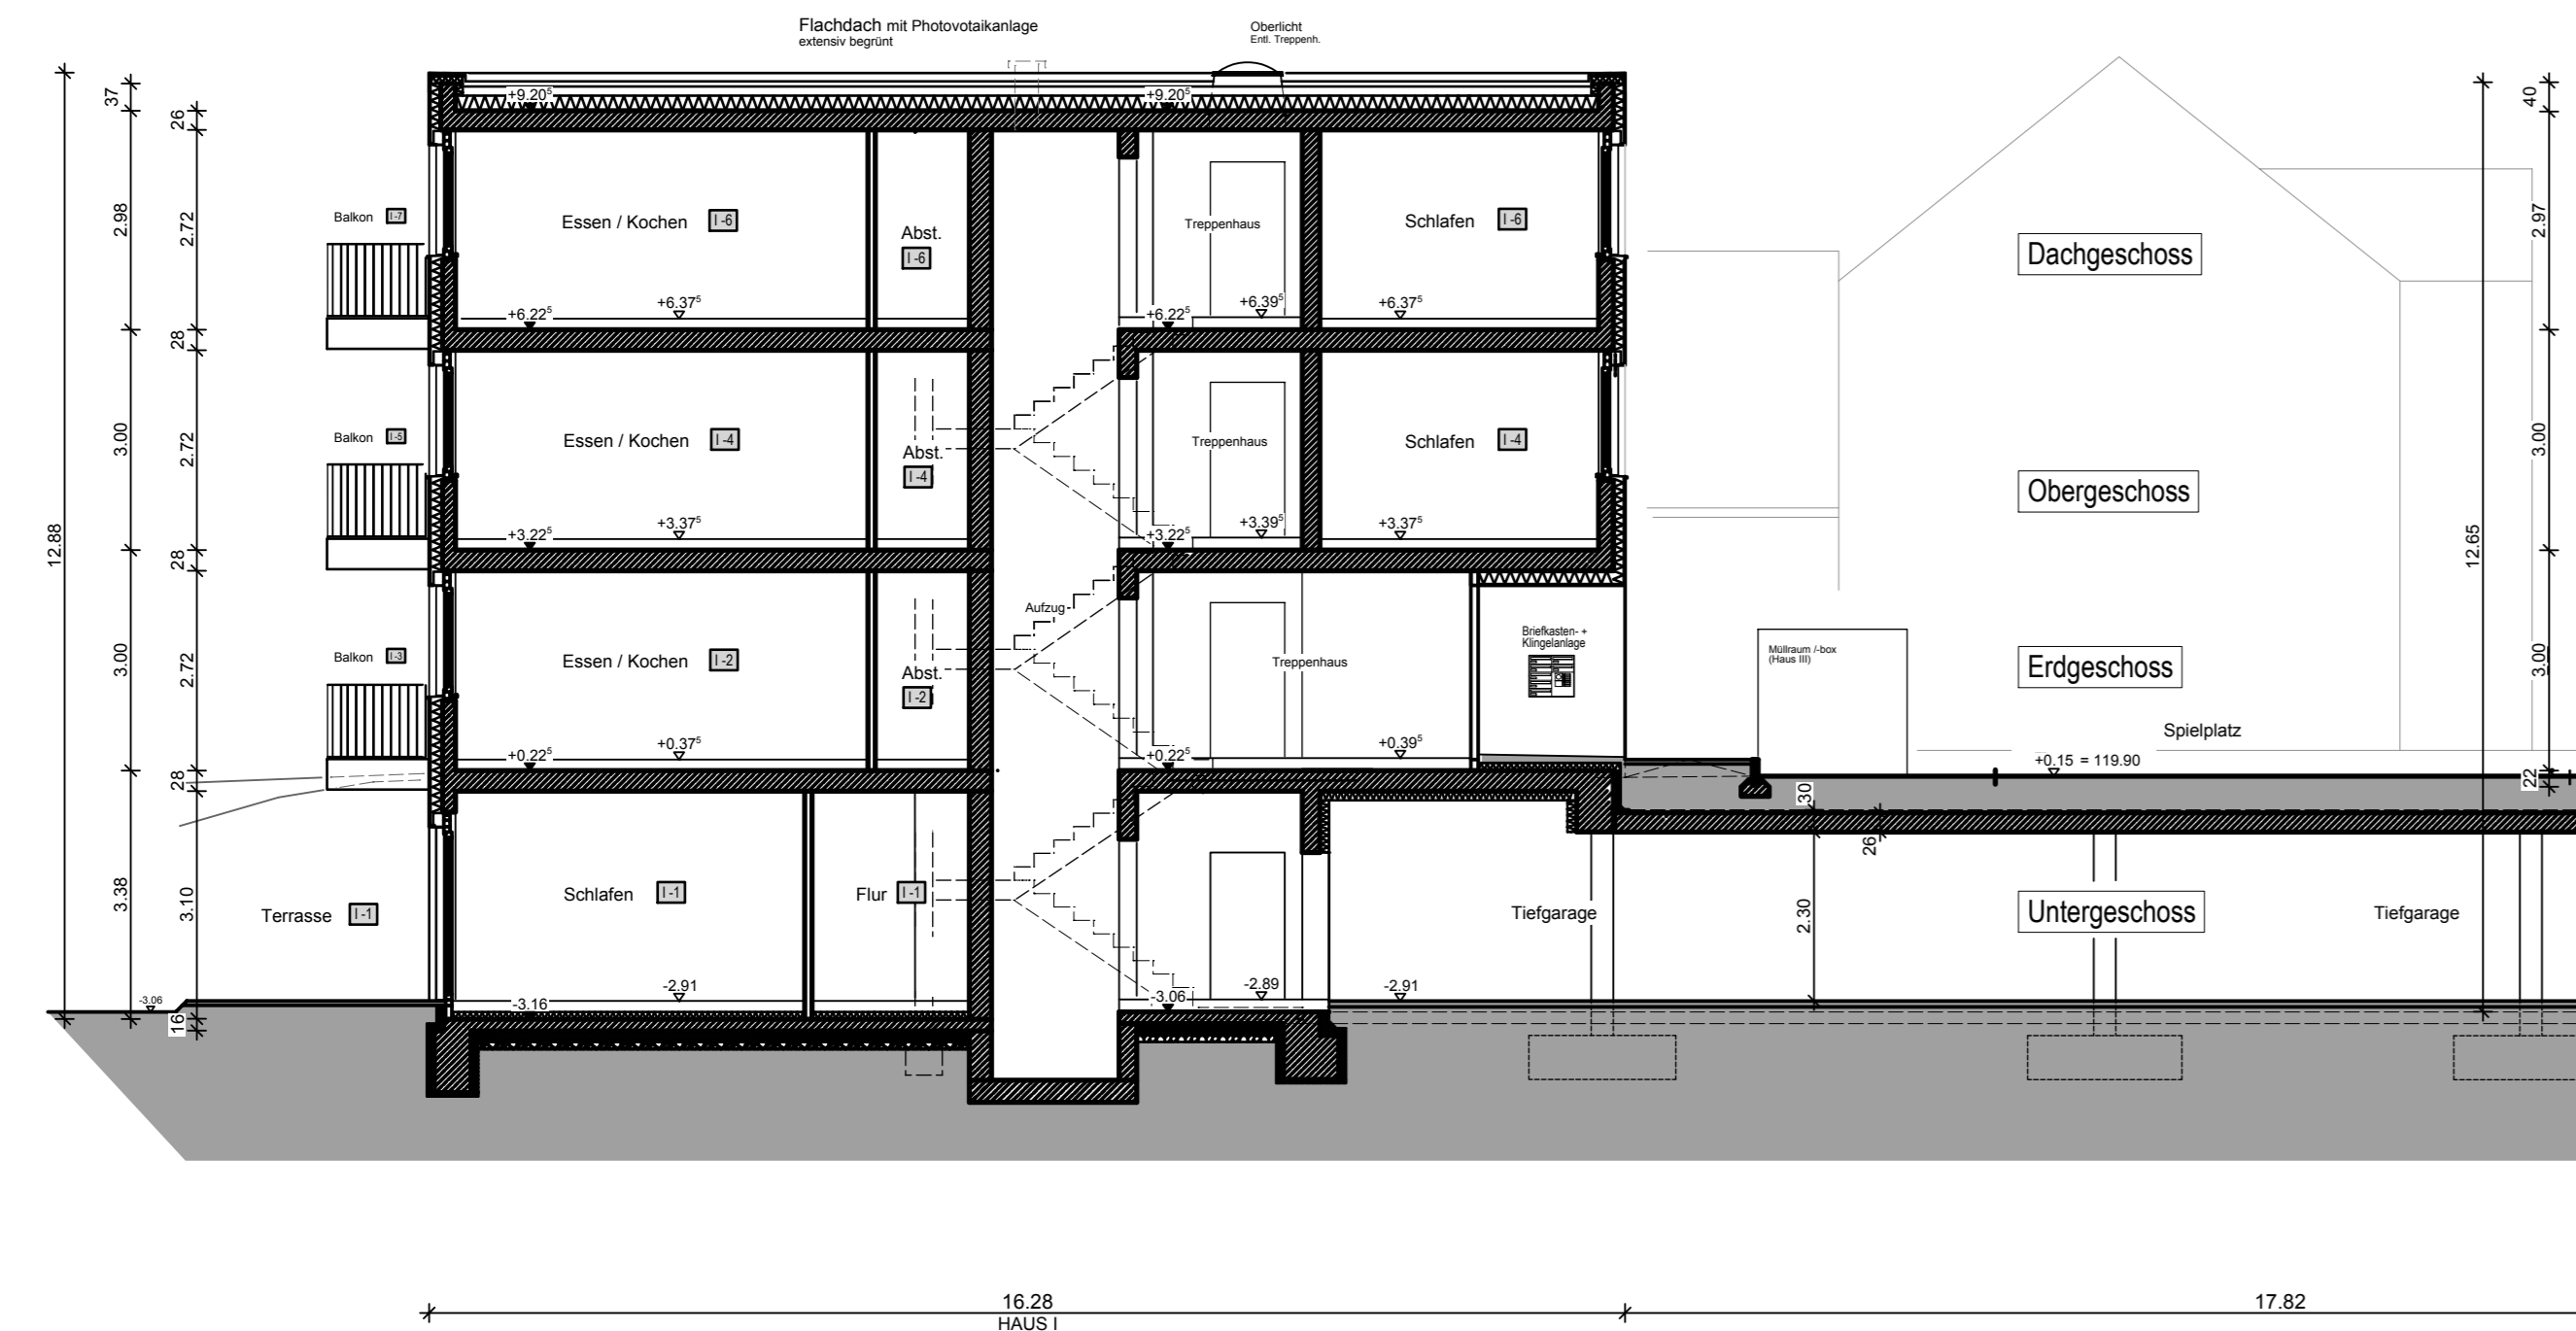 Flachdach mit Photovotaikanlage
extensiv begrünt
Oberlicht
Entl. Treppenh.
37
26
+9.20⁵
+9.20⁵
40
2.98
2.72
Balkon I -7
Essen / Kochen I -6
Abst.
I -6
Treppenhaus
Schlafen I -6
Dachgeschoss
2.97
+6.22⁵
+6.37⁵
+6.22⁵
+6.39⁵
+6.37⁵
28
3.00
2.72
Balkon I -5
Essen / Kochen I -4
Abst.
I -4
Treppenhaus
Schlafen I -4
Obergeschoss
3.00
12.88
12.65
+3.22⁵
+3.37⁵
+3.22⁵
+3.39⁵
+3.37⁵
28
Aufzug
3.00
2.72
Balkon I -3
Essen / Kochen I -2
Abst.
I -2
Treppenhaus
Briefkasten- +
Klingelanlage
Müllraum /-box
(Haus III)
Erdgeschoss
3.00
Spielplatz
+0.22⁵
+0.37⁵
+0.22⁵
+0.39⁵
+0.15 = 119.90
28
30
22
26
3.38
3.10
Terrasse I -1
Schlafen I -1
Flur I -1
Tiefgarage
2.30
Untergeschoss
Tiefgarage
-3.06
-3.16
-2.91
-3.06
-2.89
-2.91
16
16.28
HAUS I
17.82